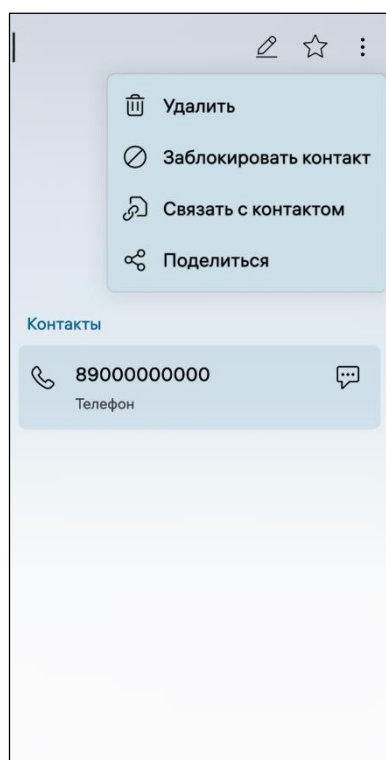 Удалить
Заблокировать контакт
Связать с контактом
Поделиться
Контакты
89000000000
Телефон